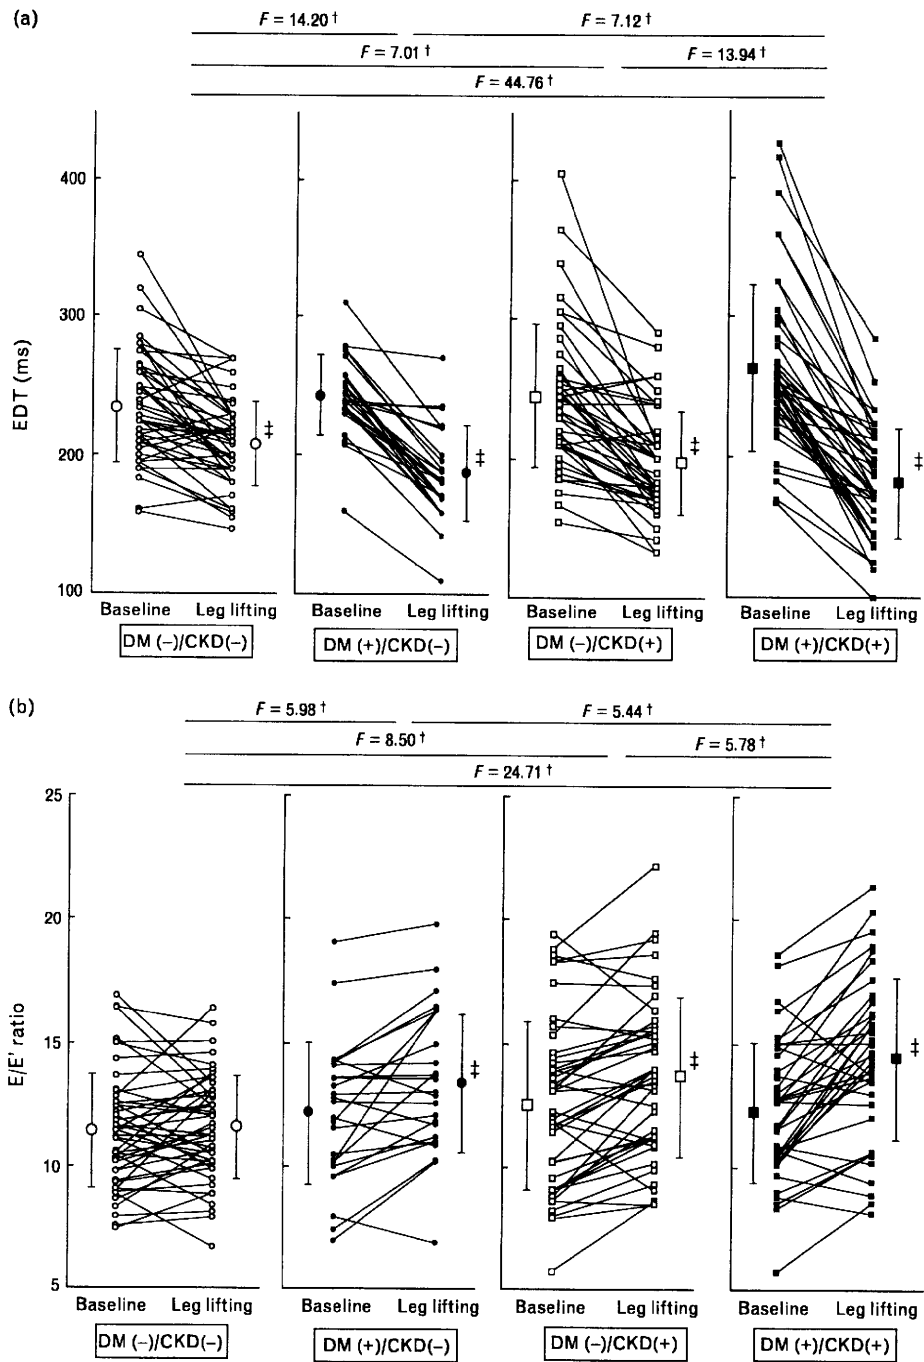 (a)
F = 14.20 † F = 7.12 †
F = 7.01 † F = 13.94 †
F = 44.76 †
EDT (ms)
400
300
200
100
‡ ‡ ‡ ‡
Baseline Leg lifting Baseline Leg lifting Baseline Leg lifting Baseline Leg lifting
DM (–)/CKD(–) DM (+)/CKD(–) DM (–)/CKD(+) DM (+)/CKD(+)
(b)
F = 5.98 † F = 5.44 †
F = 8.50 † F = 5.78 †
F = 24.71 †
E/E' ratio
25
20
15
10
5
‡ ‡ ‡
Baseline Leg lifting Baseline Leg lifting Baseline Leg lifting Baseline Leg lifting
DM (–)/CKD(–) DM (+)/CKD(–) DM (–)/CKD(+) DM (+)/CKD(+)